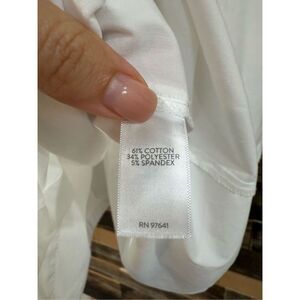 61% COTTON
34% POLYESTER
5% SPANDEX
RN 97641